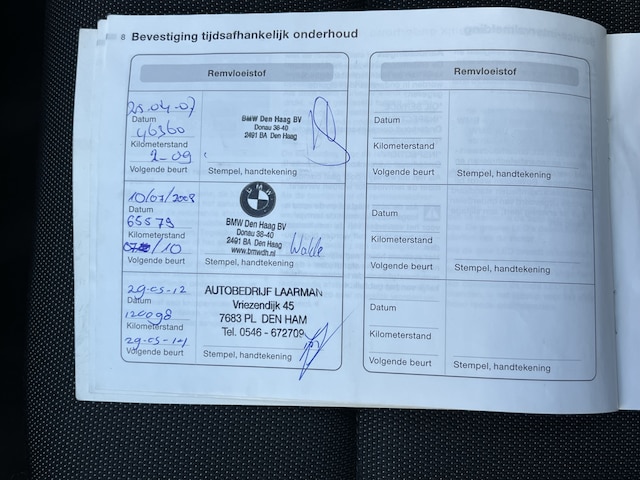 8 Bevestiging tijdsafhankelijk onderhoud
Remvloeistof
25.04.07
Datum
46360
Kilometerstand
2-09
Volgende beurt
BMW Den Haag BV
Donau 38-40
2491 BA Den Haag
Stempel, handtekening
10/07/2008
Datum
65579
Kilometerstand
/10
Volgende beurt
BMW
BMW Den Haag BV
Donau 38-40
2491 BA Den Haag
www.bmwdh.nl
Stempel, handtekening
29-05-12
Datum
120098
Kilometerstand
29-05-14
Volgende beurt
AUTOBEDRIJF LAARMAN
Vriezendijk 45
7683 PL DEN HAM
Tel. 0546 - 672709
Stempel, handtekening
Remvloeistof
Datum
Kilometerstand
Volgende beurt
Stempel, handtekening
Datum
Kilometerstand
Volgende beurt
Stempel, handtekening
Datum
Kilometerstand
Volgende beurt
Stempel, handtekening